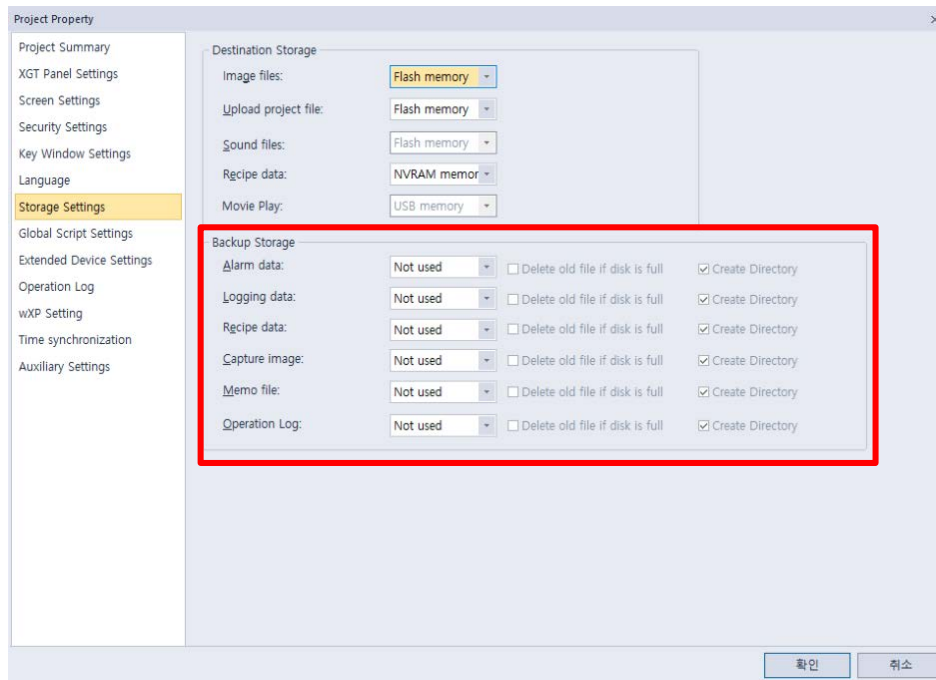 Project Property
Project Summary
XGT Panel Settings
Screen Settings
Security Settings
Key Window Settings
Language
Storage Settings
Global Script Settings
Extended Device Settings
Operation Log
wXP Setting
Time synchronization
Auxiliary Settings
Destination Storage
Image files: Flash memory
Upload project file: Flash memory
Sound files: Flash memory
Recipe data: NVRAM memor
Movie Play: USB memory
Backup Storage
Alarm data: Not used Delete old file if disk is full Create Directory
Logging data: Not used Delete old file if disk is full Create Directory
Recipe data: Not used Delete old file if disk is full Create Directory
Capture image: Not used Delete old file if disk is full Create Directory
Memo file: Not used Delete old file if disk is full Create Directory
Operation Log: Not used Delete old file if disk is full Create Directory
확인 취소